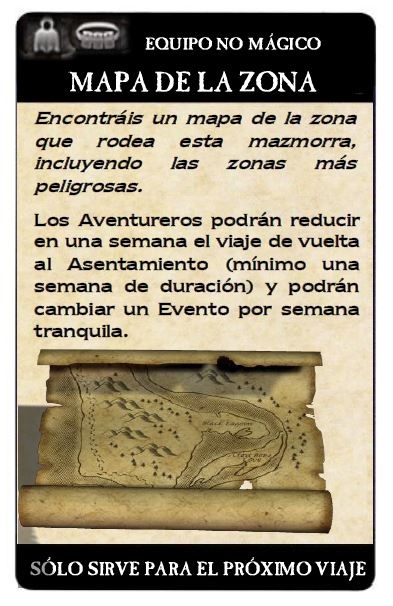 EQUIPO NO MÁGICO
MAPA DE LA ZONA
Encontráis un mapa de la zona
que rodea esta mazmorra,
incluyendo las zonas más
peligrosas.
Los Aventureros podrán reducir
en una semana el viaje de vuelta
al Asentamiento (mínimo una
semana de duración) y podrán
cambiar un Evento por semana
tranquila.
Black Lagoon
SÓLO SIRVE PARA EL PRÓXIMO VIAJE